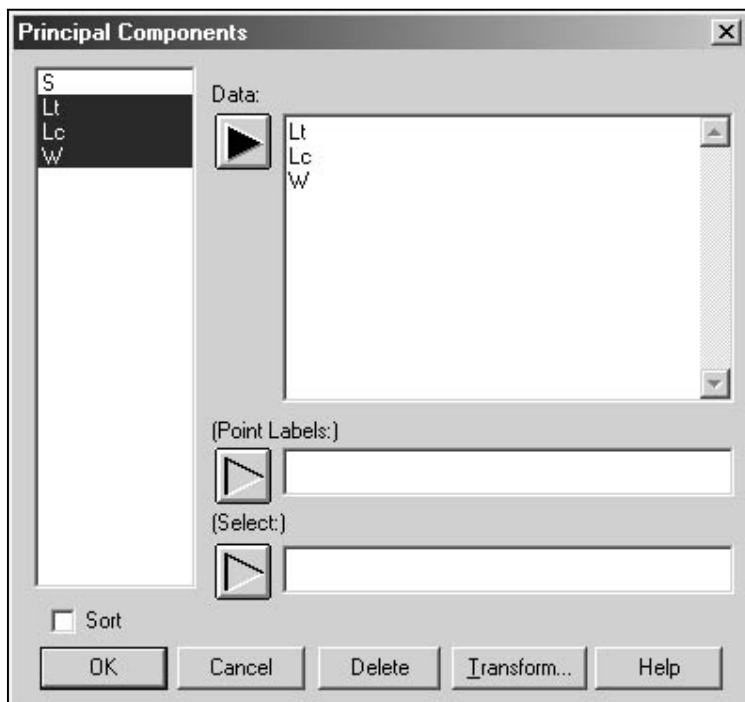 Principal Components
S
Lt
Lc
W
Data:
Lt
Lc
W
(Point Labels:)
(Select:)
Sort
OK
Cancel
Delete
Transform...
Help